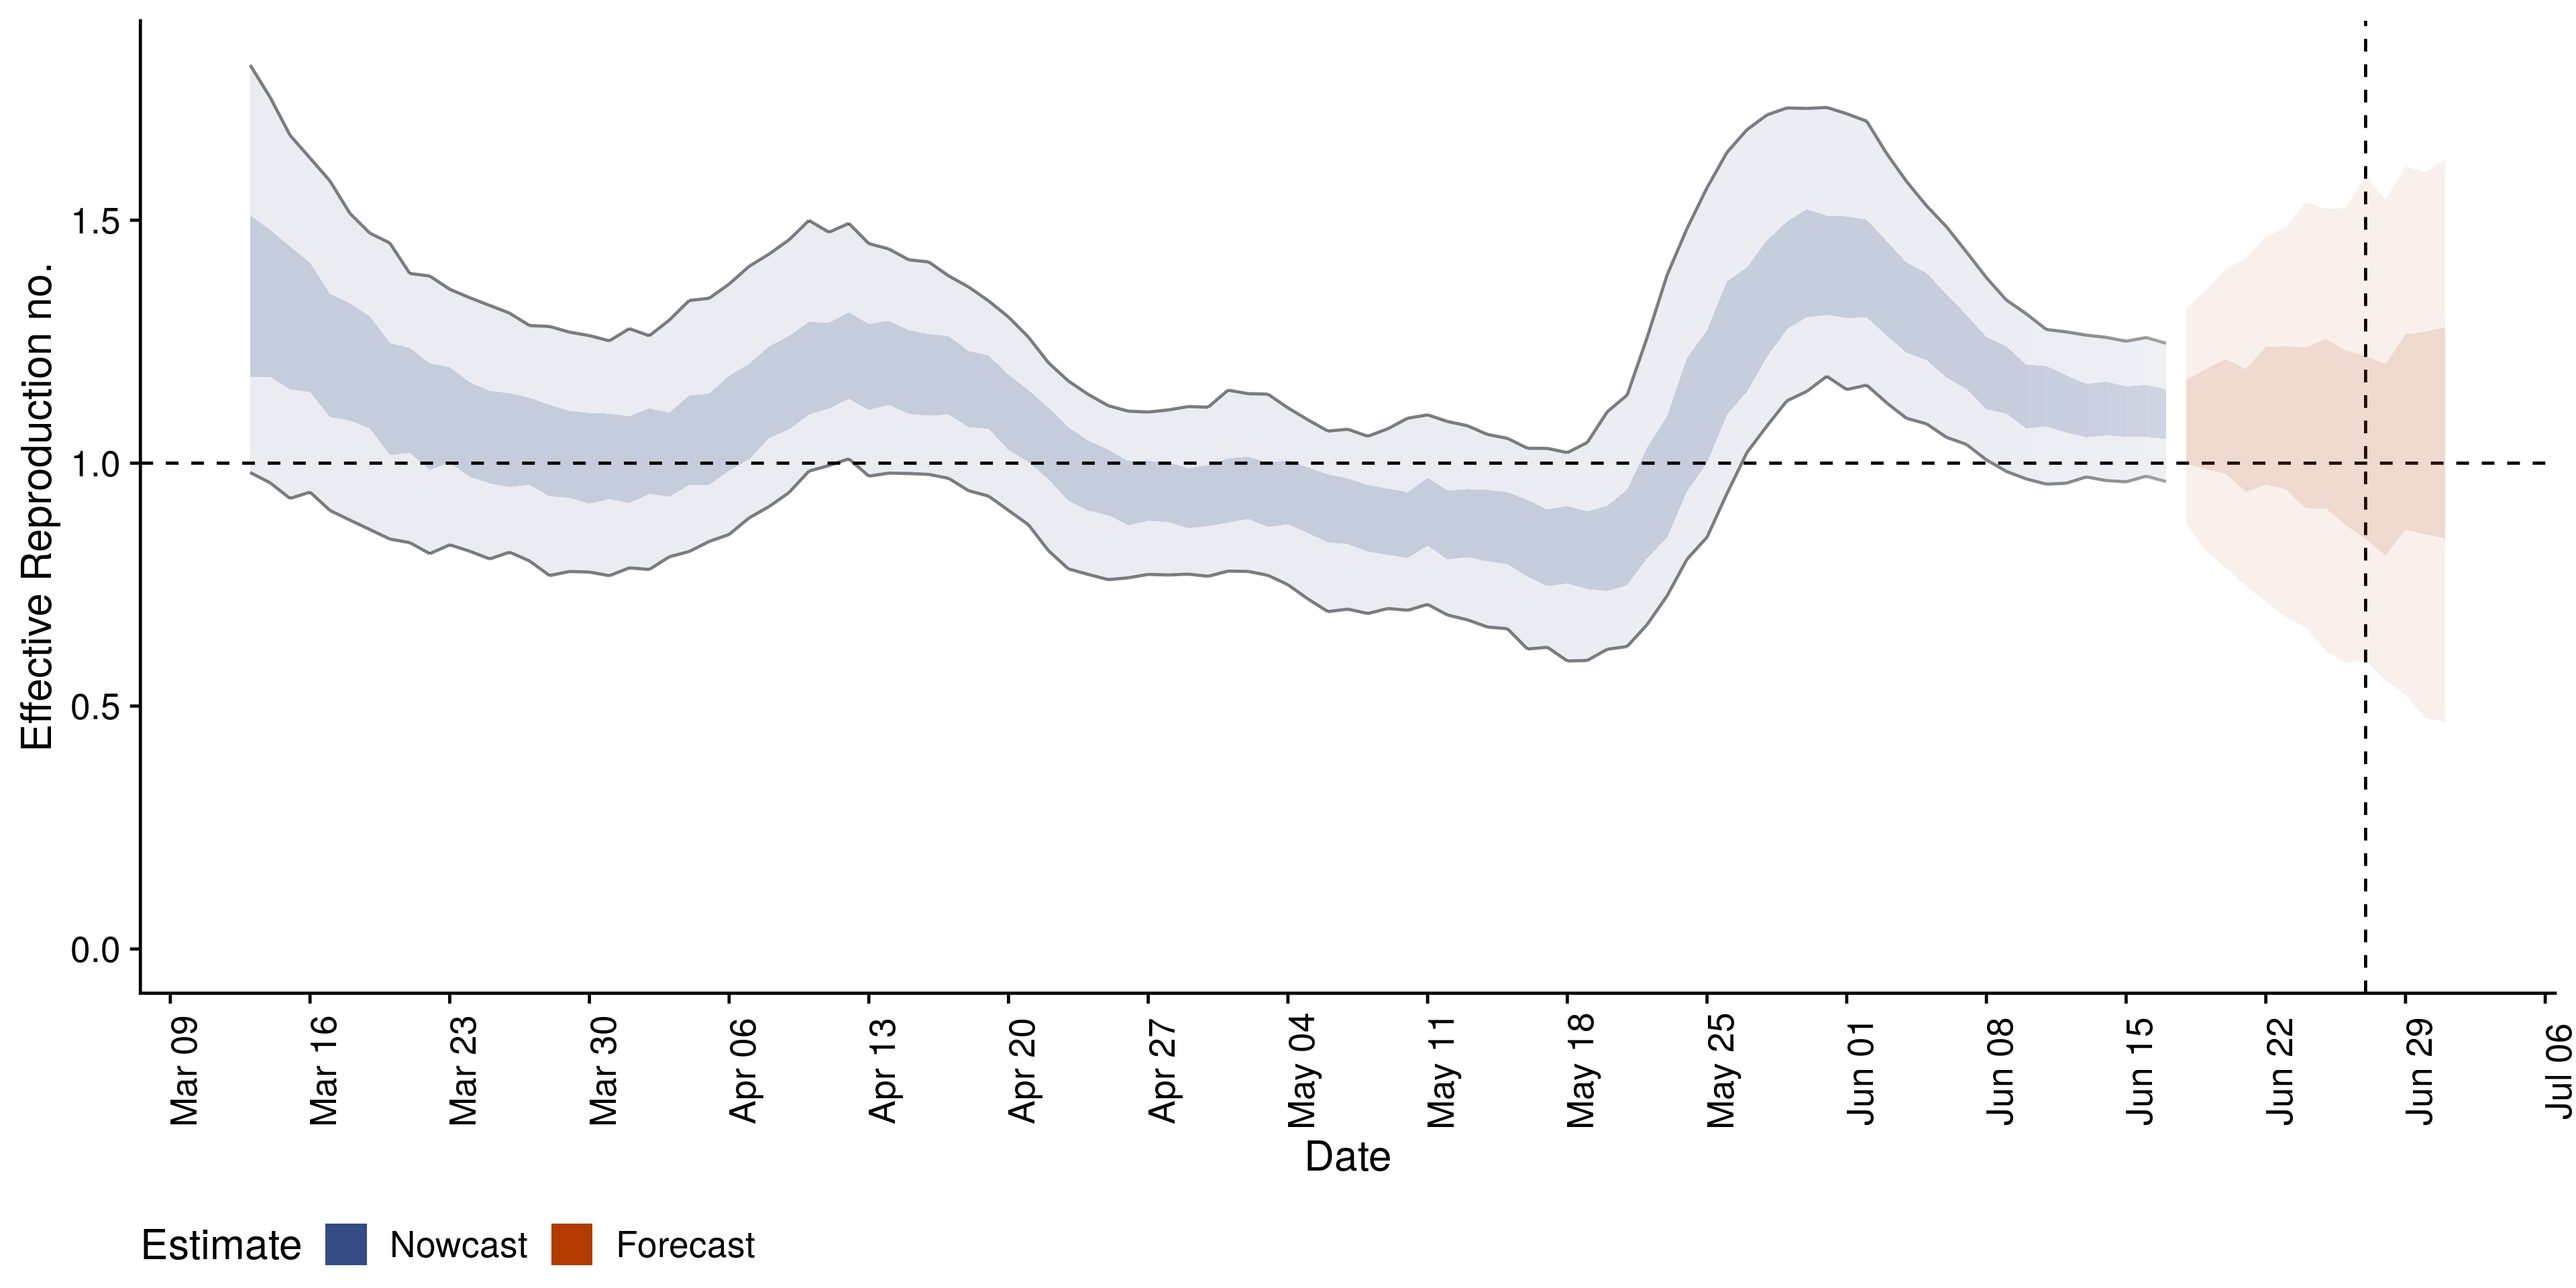 Effective Reproduction no.
1.5
1.0
0.5
0.0
Mar 09
Mar 16
Mar 23
Mar 30
Apr 06
Apr 13
Apr 20
Apr 27
May 04
May 11
May 18
May 25
Jun 01
Jun 08
Jun 15
Jun 22
Jun 29
Jul 06
Date
Estimate Nowcast Forecast